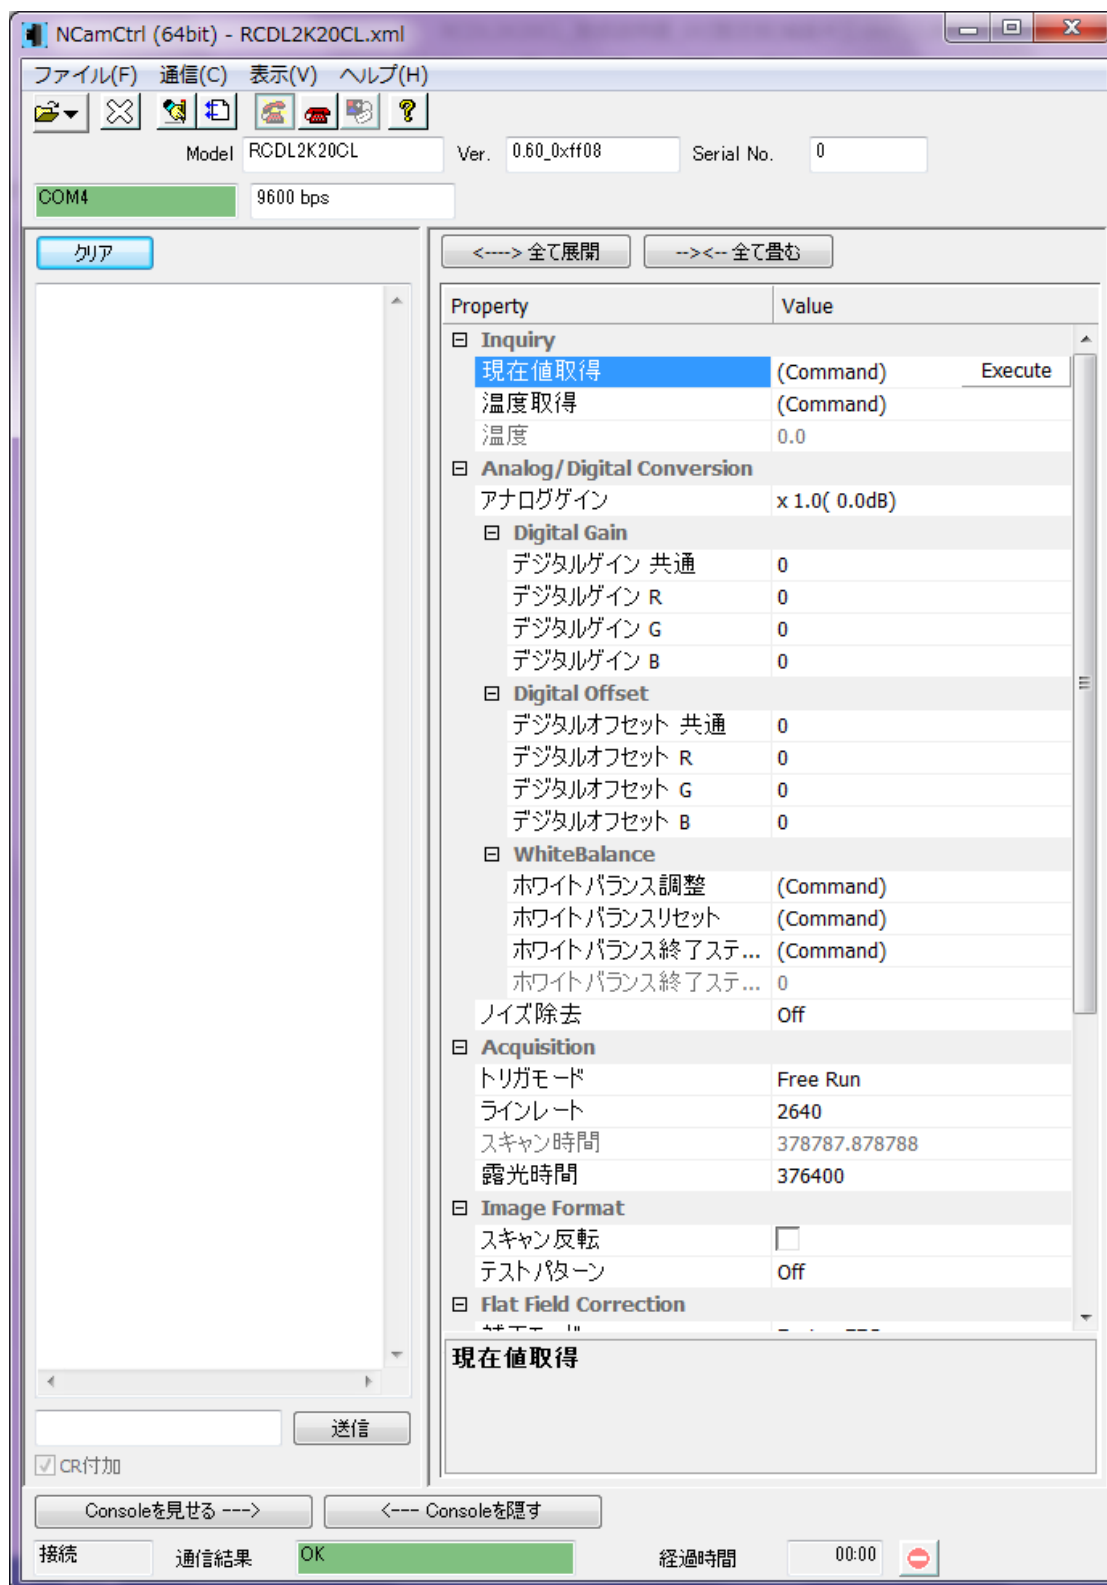 NCamCtrl (64bit) - RCDL2K20CL.xml
ファイル(F) 通信(C) 表示(V) ヘルプ(H)
Model RCDL2K20CL Ver. 0.60_0xff08 Serial No. 0
COM4 9600 bps
クリア
<----> 全て展開 --><-- 全て畳む
Property Value
Inquiry
現在値取得 (Command) Execute
温度取得 (Command)
温度 0.0
Analog/Digital Conversion
アナログゲイン x 1.0( 0.0dB)
Digital Gain
デジタルゲイン 共通 0
デジタルゲイン R 0
デジタルゲイン G 0
デジタルゲイン B 0
Digital Offset
デジタルオフセット 共通 0
デジタルオフセット R 0
デジタルオフセット G 0
デジタルオフセット B 0
WhiteBalance
ホワイトバランス調整 (Command)
ホワイトバランスリセット (Command)
ホワイトバランス終了ステ... (Command)
ホワイトバランス終了ステ... 0
ノイズ除去 Off
Acquisition
トリガモード Free Run
ラインレート 2640
スキャン時間 378787.878788
露光時間 376400
Image Format
スキャン反転
テストパターン Off
Flat Field Correction
現在値取得
送信
CR付加
Consoleを見せる ---> <--- Consoleを隠す
接続 通信結果 OK 経過時間 00:00